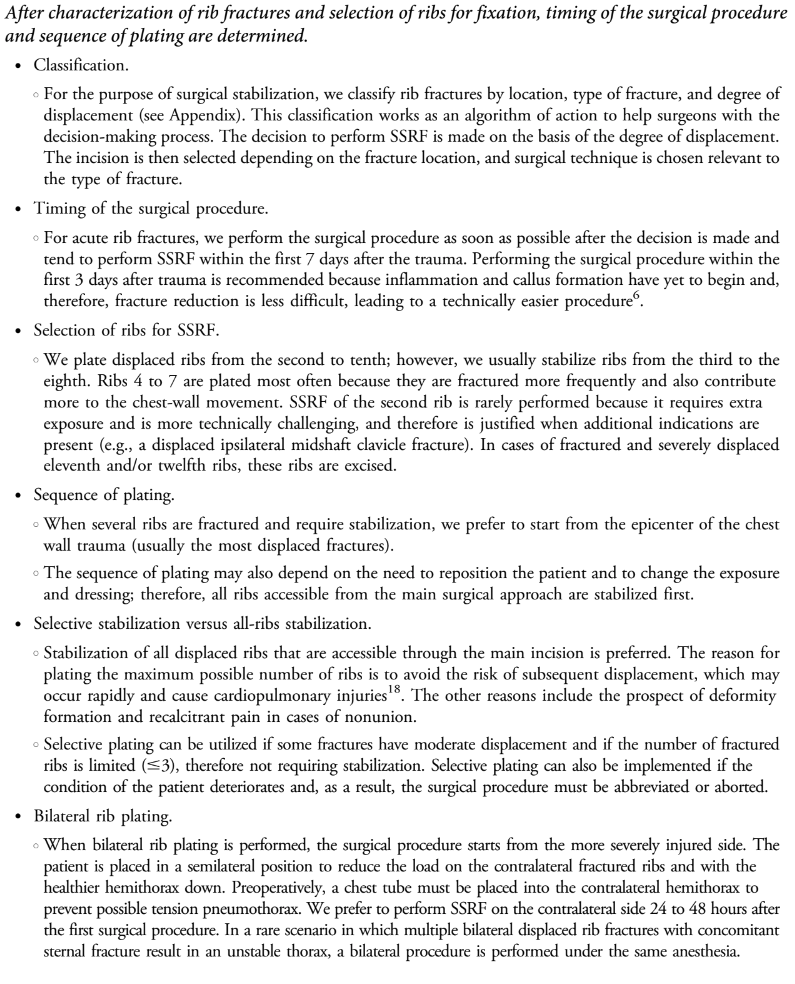 After characterization of rib fractures and selection of ribs for fixation, timing of the surgical procedure
and sequence of plating are determined.
• Classification.
◦ For the purpose of surgical stabilization, we classify rib fractures by location, type of fracture, and degree of
displacement (see Appendix). This classification works as an algorithm of action to help surgeons with the
decision-making process. The decision to perform SSRF is made on the basis of the degree of displacement.
The incision is then selected depending on the fracture location, and surgical technique is chosen relevant to
the type of fracture.
• Timing of the surgical procedure.
◦ For acute rib fractures, we perform the surgical procedure as soon as possible after the decision is made and
tend to perform SSRF within the first 7 days after the trauma. Performing the surgical procedure within the
first 3 days after trauma is recommended because inflammation and callus formation have yet to begin and,
therefore, fracture reduction is less difficult, leading to a technically easier procedure6.
• Selection of ribs for SSRF.
◦ We plate displaced ribs from the second to tenth; however, we usually stabilize ribs from the third to the
eighth. Ribs 4 to 7 are plated most often because they are fractured more frequently and also contribute
more to the chest-wall movement. SSRF of the second rib is rarely performed because it requires extra
exposure and is more technically challenging, and therefore is justified when additional indications are
present (e.g., a displaced ipsilateral midshaft clavicle fracture). In cases of fractured and severely displaced
eleventh and/or twelfth ribs, these ribs are excised.
• Sequence of plating.
◦ When several ribs are fractured and require stabilization, we prefer to start from the epicenter of the chest
wall trauma (usually the most displaced fractures).
◦ The sequence of plating may also depend on the need to reposition the patient and to change the exposure
and dressing; therefore, all ribs accessible from the main surgical approach are stabilized first.
• Selective stabilization versus all-ribs stabilization.
◦ Stabilization of all displaced ribs that are accessible through the main incision is preferred. The reason for
plating the maximum possible number of ribs is to avoid the risk of subsequent displacement, which may
occur rapidly and cause cardiopulmonary injuries18. The other reasons include the prospect of deformity
formation and recalcitrant pain in cases of nonunion.
◦ Selective plating can be utilized if some fractures have moderate displacement and if the number of fractured
ribs is limited (≤3), therefore not requiring stabilization. Selective plating can also be implemented if the
condition of the patient deteriorates and, as a result, the surgical procedure must be abbreviated or aborted.
• Bilateral rib plating.
◦ When bilateral rib plating is performed, the surgical procedure starts from the more severely injured side. The
patient is placed in a semilateral position to reduce the load on the contralateral fractured ribs and with the
healthier hemithorax down. Preoperatively, a chest tube must be placed into the contralateral hemithorax to
prevent possible tension pneumothorax. We prefer to perform SSRF on the contralateral side 24 to 48 hours after
the first surgical procedure. In a rare scenario in which multiple bilateral displaced rib fractures with concomitant
sternal fracture result in an unstable thorax, a bilateral procedure is performed under the same anesthesia.